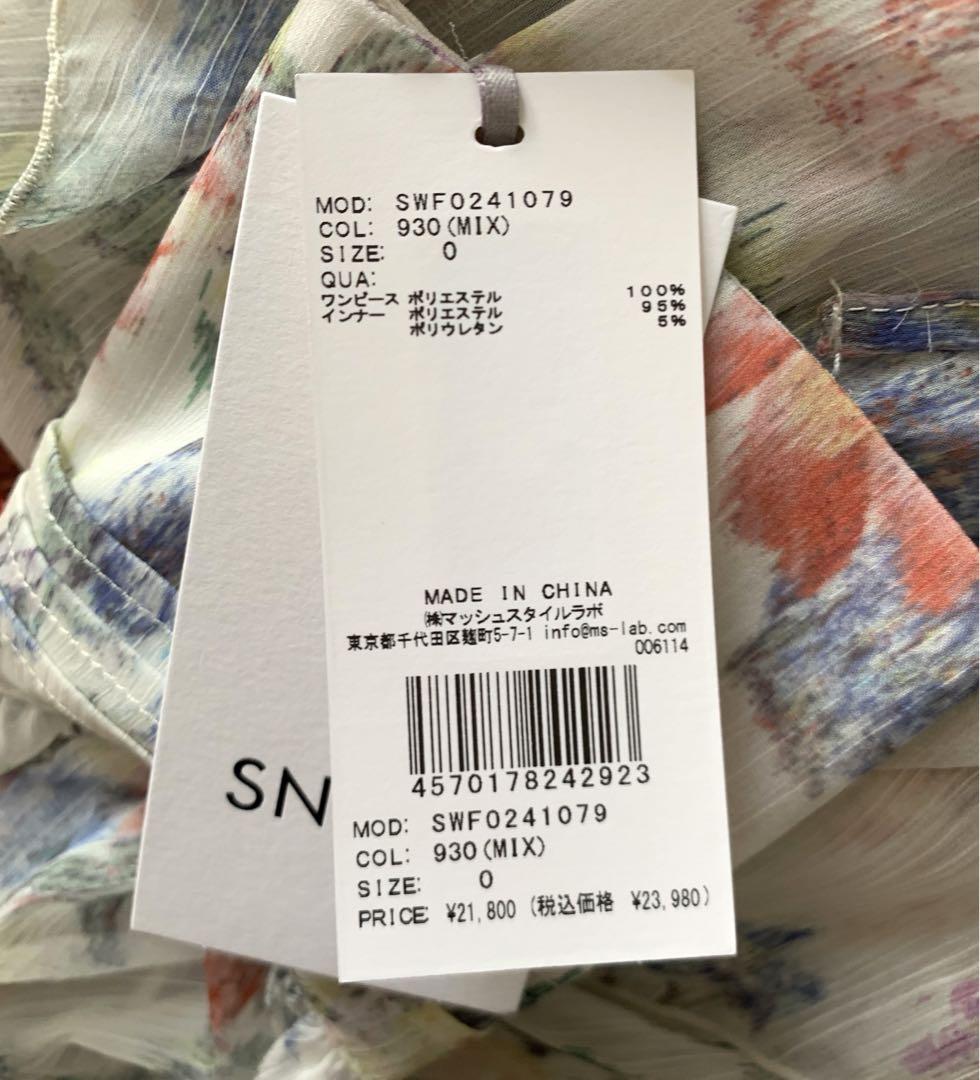 MOD: SWF0241079
COL: 930(MIX)
SIZE: 0
QUA:
ワンピース ポリエステル 100%
インナー ポリエステル 95%
ポリウレタン 5%
MADE IN CHINA
㈱マッシュスタイルラボ
東京都千代田区麹町5-7-1 info@ms-lab.com
006114
4570178242923
MOD: SWF0241079
COL: 930(MIX)
SIZE: 0
PRICE: ¥21,800 (税込価格 ¥23,980)
SN